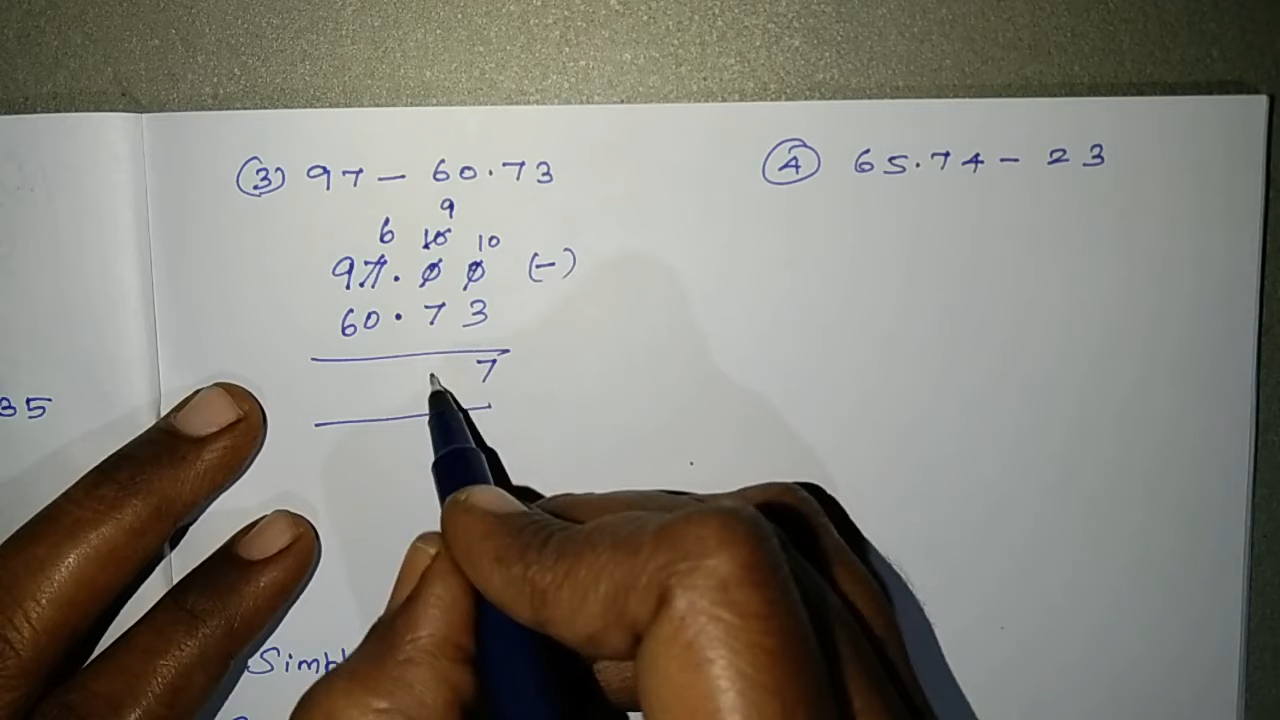 (3) 97 - 60.73
9
6 10 10
97.00 (-)
60.73
7
(4) 65.74 - 23
35